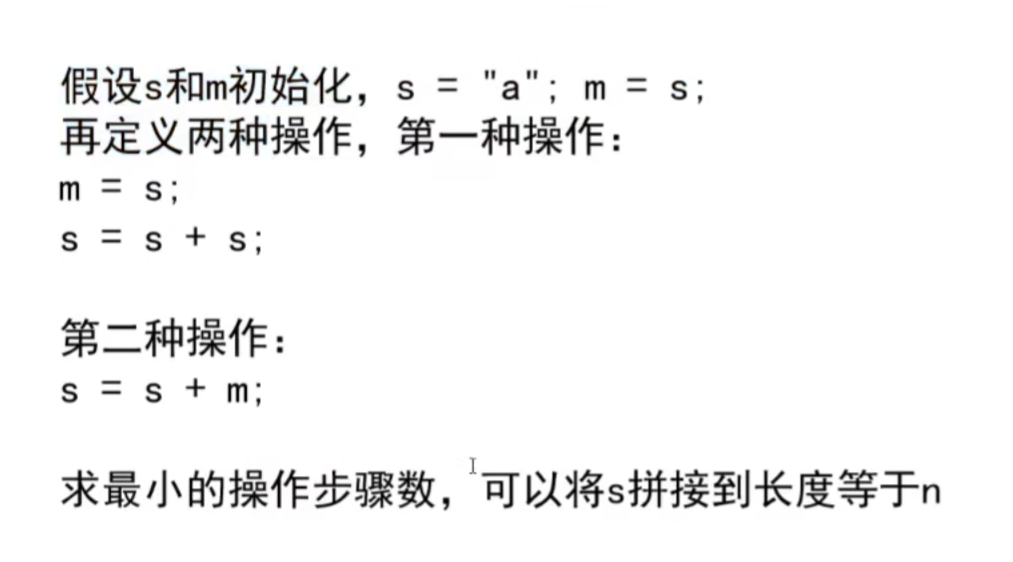 假设s和m初始化，s = "a"; m = s;
再定义两种操作，第一种操作：
m = s;
s = s + s;
第二种操作：
s = s + m;
求最小的操作步骤数，可以将s拼接到长度等于n